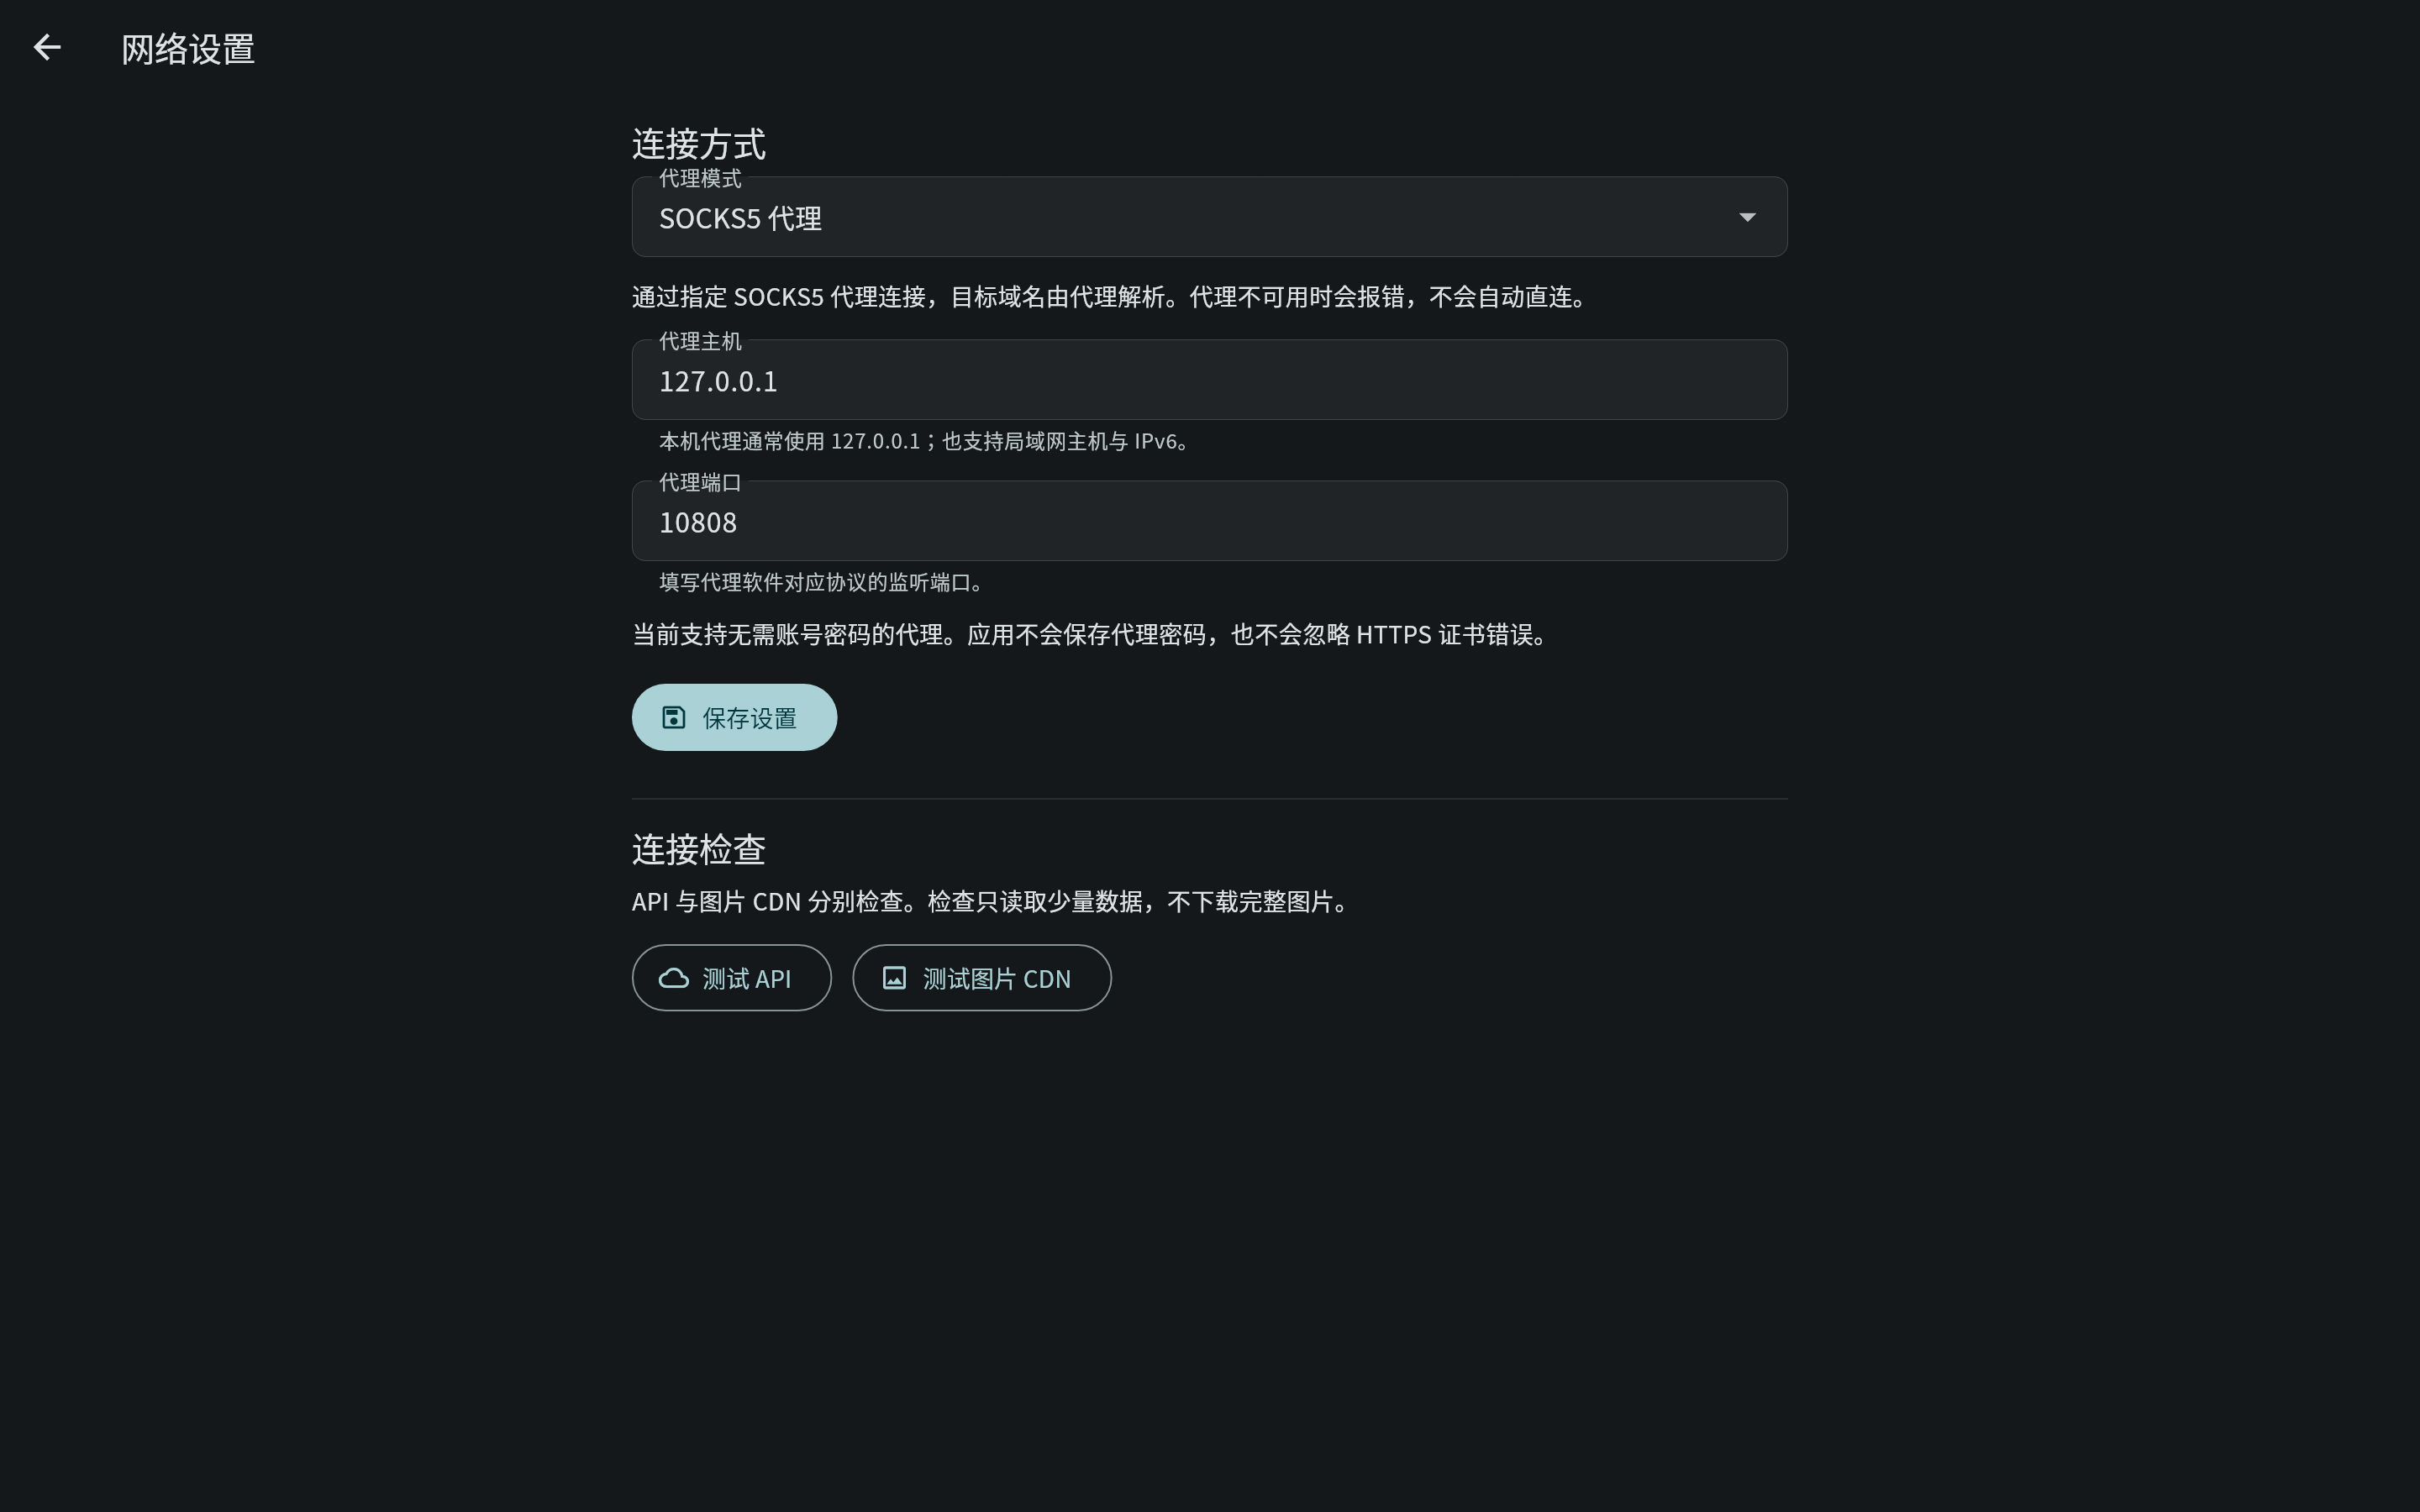 网络设置
连接方式
代理模式
SOCKS5 代理
通过指定 SOCKS5 代理连接，目标域名由代理解析。代理不可用时会报错，不会自动直连。
代理主机
127.0.0.1
本机代理通常使用 127.0.0.1；也支持局域网主机与 IPv6。
代理端口
10808
填写代理软件对应协议的监听端口。
当前支持无需账号密码的代理。应用不会保存代理密码，也不会忽略 HTTPS 证书错误。
保存设置
连接检查
API 与图片 CDN 分别检查。检查只读取少量数据，不下载完整图片。
测试 API
测试图片 CDN